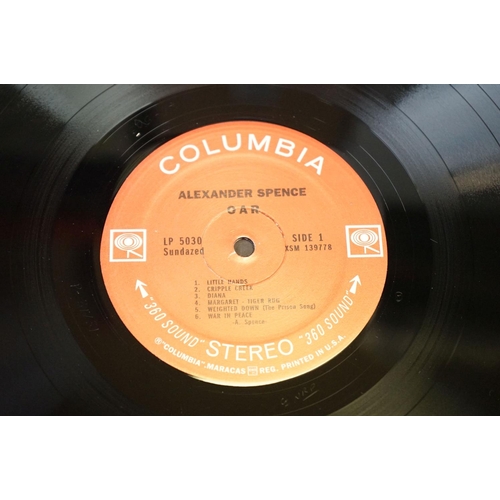 COLUMBIA
ALEXANDER SPENCE
OAR
LP 5030
Sundazed
SIDE 1
XSM 139778
1. LITTLE HANDS
2. CRIPPLE CREEK
3. DIANA
4. MARGARET - TIGER RUG
5. WEIGHTED DOWN (The Prison Song)
6. WAR IN PEACE
-A. Spence-
"360 SOUND" STEREO "360 SOUND"
"COLUMBIA", MARCAS REG. PRINTED IN U.S.A.